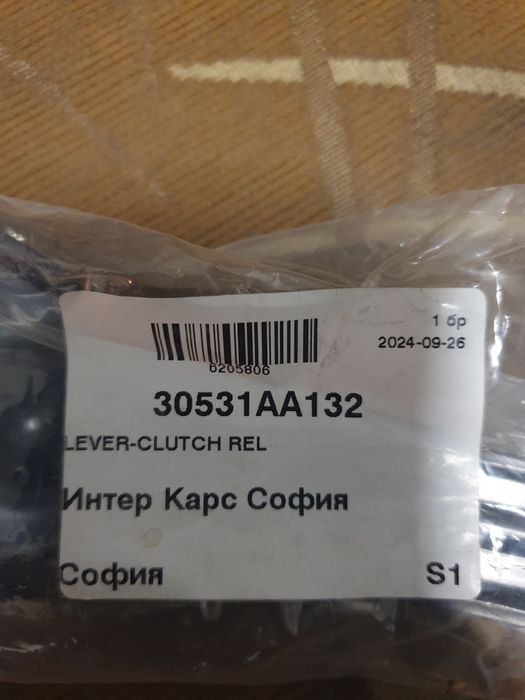 1 бр
2024-09-26
6205806
30531AA132
LEVER-CLUTCH REL
Интер Карс София
София S1